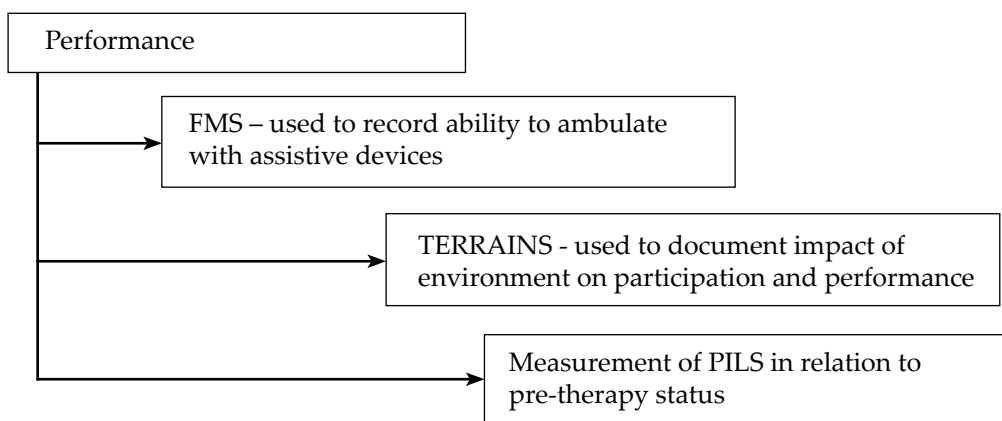 Performance
FMS – used to record ability to ambulate
with assistive devices
TERRAINS - used to document impact of
environment on participation and performance
Measurement of PILS in relation to
pre-therapy status